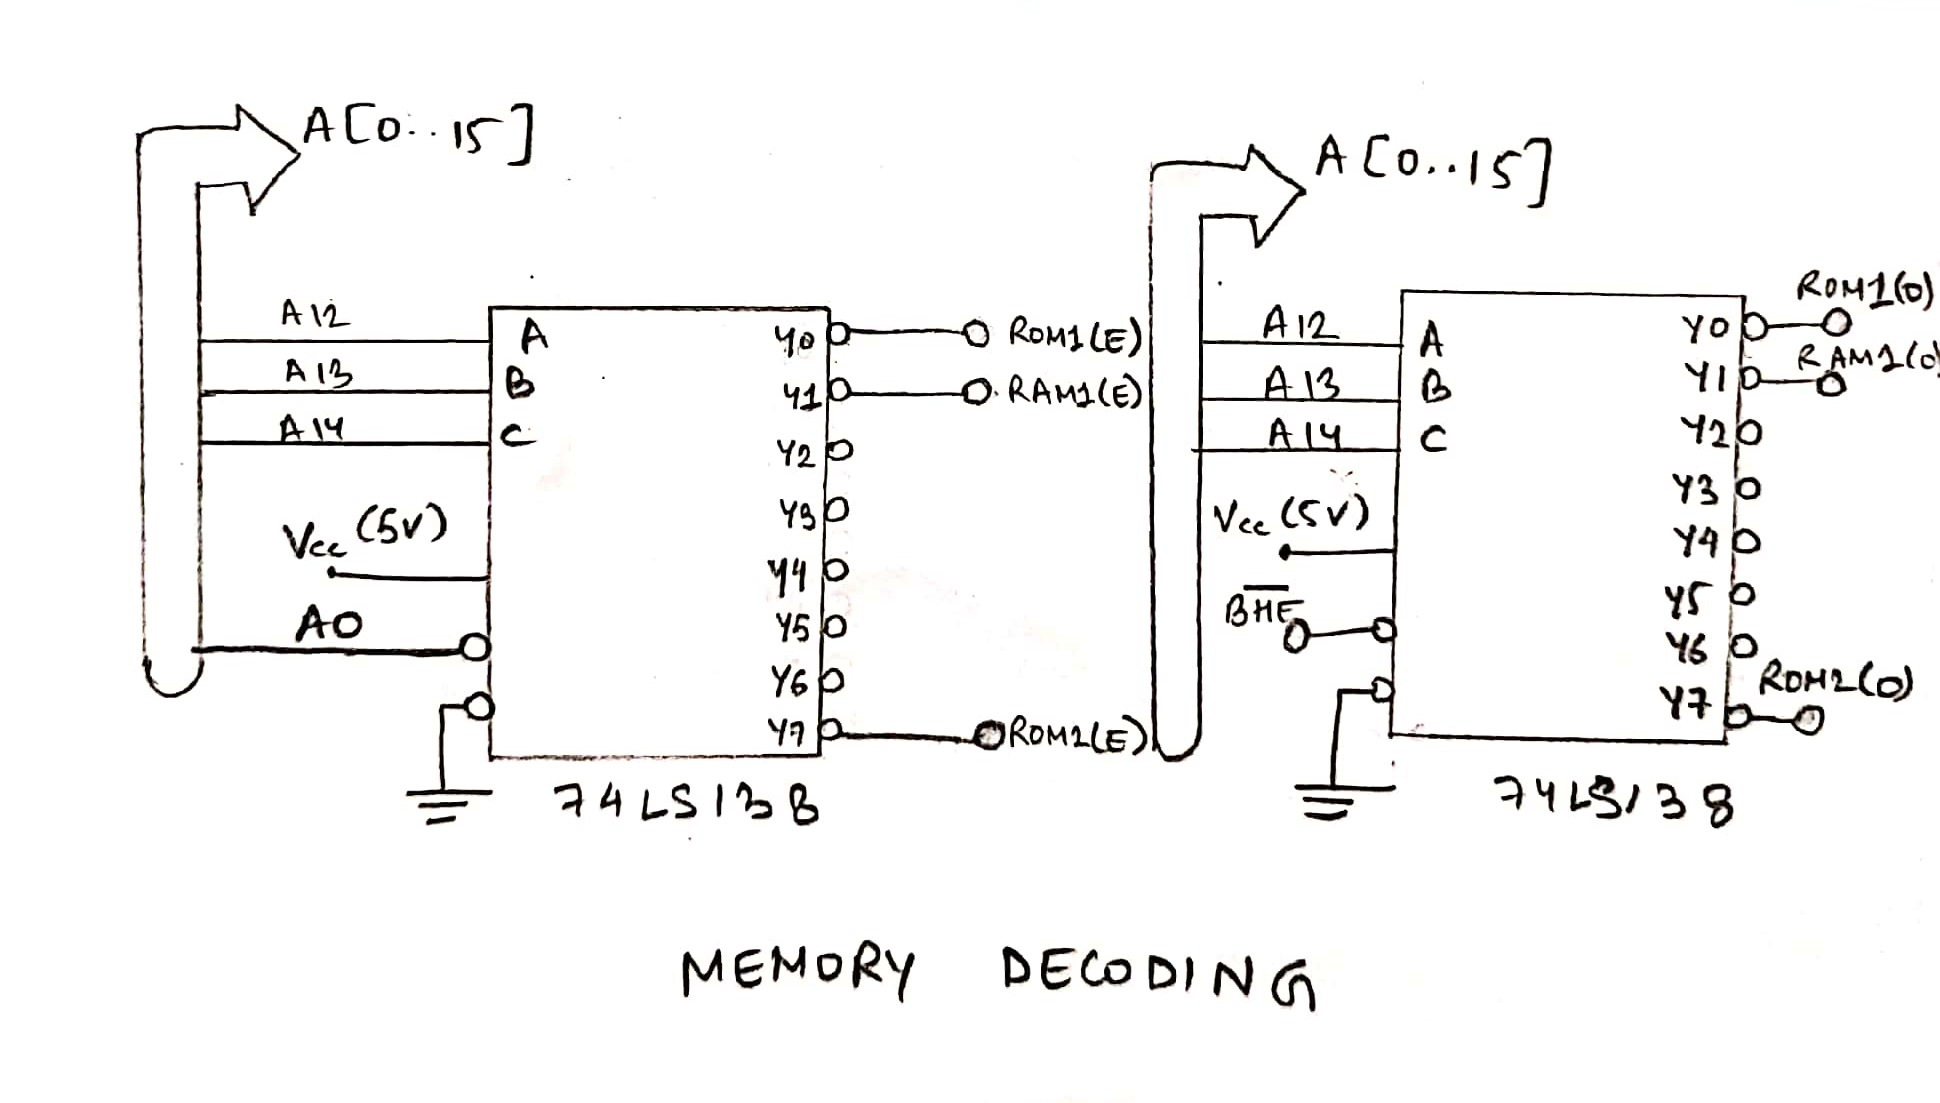 A[0..15]
A12
A13
A14
Vcc (5V)
A0
A
B
C
Y0
Y1
Y2
Y3
Y4
Y5
Y6
Y7
ROM1(E)
RAM1(E)
ROM2(E)
74LS138
A[0..15]
A12
A13
A14
Vcc (5V)
B̅H̅E̅
A
B
C
Y0
Y1
Y2
Y3
Y4
Y5
Y6
Y7
ROM1(O)
RAM1(O)
ROM2(O)
74LS138
MEMORY DECODING